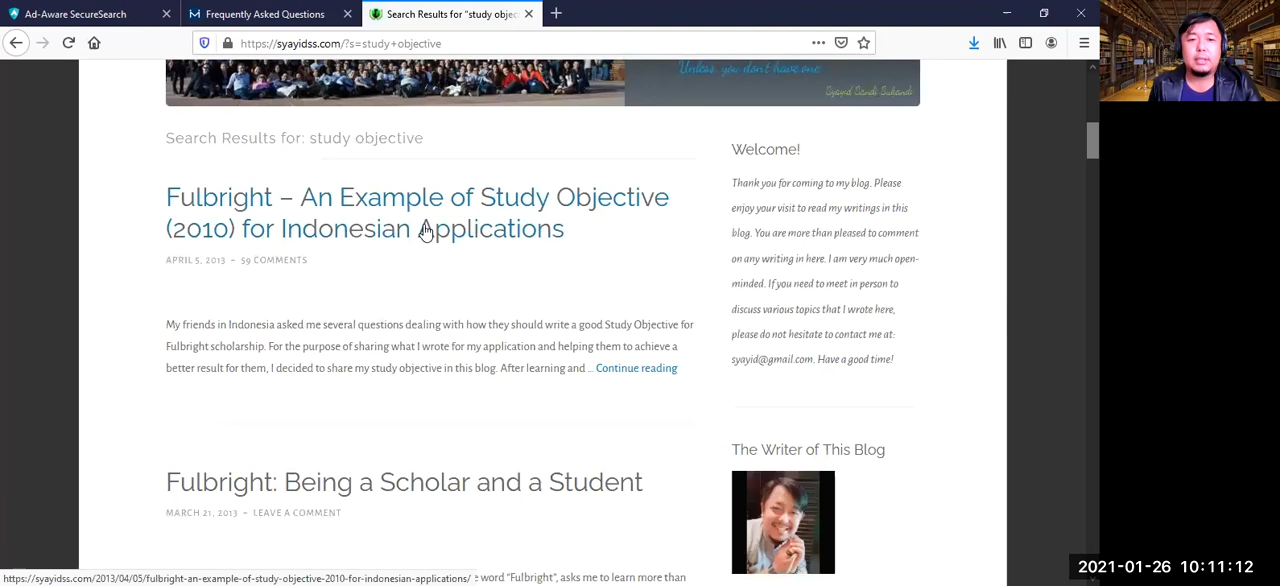 Ad-Aware SecureSearch
Frequently Asked Questions
Search Results for "study objec
https://syayidss.com/?s=study+objective
Unless, you don't have one.
Syayid Sandi Sukandi
Search Results for: study objective
Fulbright – An Example of Study Objective
(2010) for Indonesian Applications
APRIL 5, 2013 ~ 59 COMMENTS
My friends in Indonesia asked me several questions dealing with how they should write a good Study Objective for
Fulbright scholarship. For the purpose of sharing what I wrote for my application and helping them to achieve a
better result for them, I decided to share my study objective in this blog. After learning and … Continue reading
Fulbright: Being a Scholar and a Student
MARCH 21, 2013 ~ LEAVE A COMMENT
e word "Fulbright", asks me to learn more than
Welcome!
Thank you for coming to my blog. Please
enjoy your visit to read my writings in this
blog. You are more than pleased to comment
on any writing in here. I am very much open-
minded. If you need to meet in person to
discuss various topics that I wrote here,
please do not hesitate to contact me at:
syayid@gmail.com. Have a good time!
The Writer of This Blog
https://syayidss.com/2013/04/05/fulbright-an-example-of-study-objective-2010-for-indonesian-applications/
2021-01-26 10:11:12